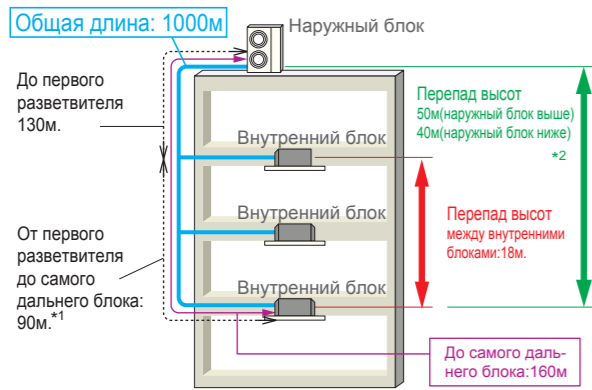 Общая длина: 1000м
Наружный блок
До первого
разветвителя
130м.
Перепад высот
50м(наружный блок выше)
40м(наружный блок ниже)
*2
Внутренний блок
Внутренний блок
Перепад высот
между внутренними
блоками:18м.
От первого
разветвителя
до самого
дальнего блока:
90м.*1
Внутренний блок
До самого даль-
него блока:160м